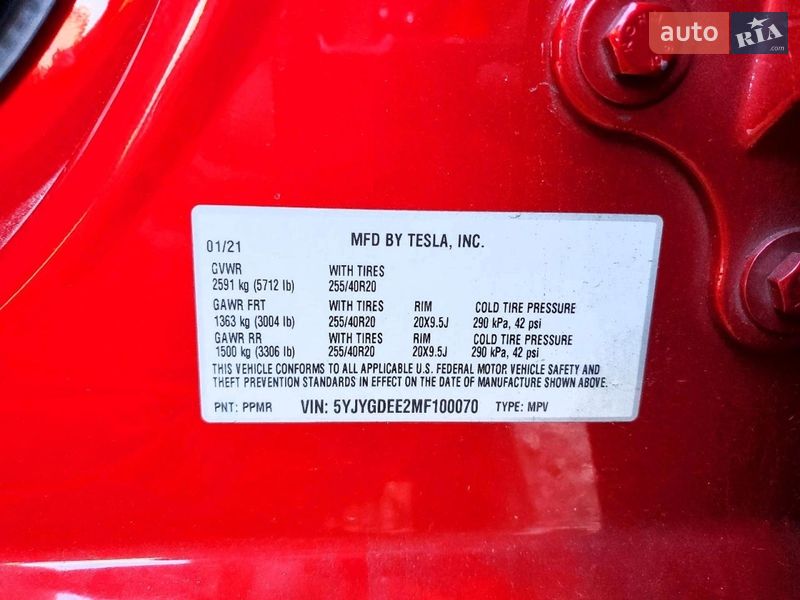 auto RIA .com
01/21 MFD BY TESLA, INC.
GVWR WITH TIRES
2591 kg (5712 lb) 255/40R20
GAWR FRT WITH TIRES RIM COLD TIRE PRESSURE
1363 kg (3004 lb) 255/40R20 20X9.5J 290 kPa, 42 psi
GAWR RR WITH TIRES RIM COLD TIRE PRESSURE
1500 kg (3306 lb) 255/40R20 20X9.5J 290 kPa, 42 psi
THIS VEHICLE CONFORMS TO ALL APPLICABLE U.S. FEDERAL MOTOR VEHICLE SAFETY AND
THEFT PREVENTION STANDARDS IN EFFECT ON THE DATE OF MANUFACTURE SHOWN ABOVE.
PNT: PPMR VIN: 5YJYGDEE2MF100070 TYPE: MPV